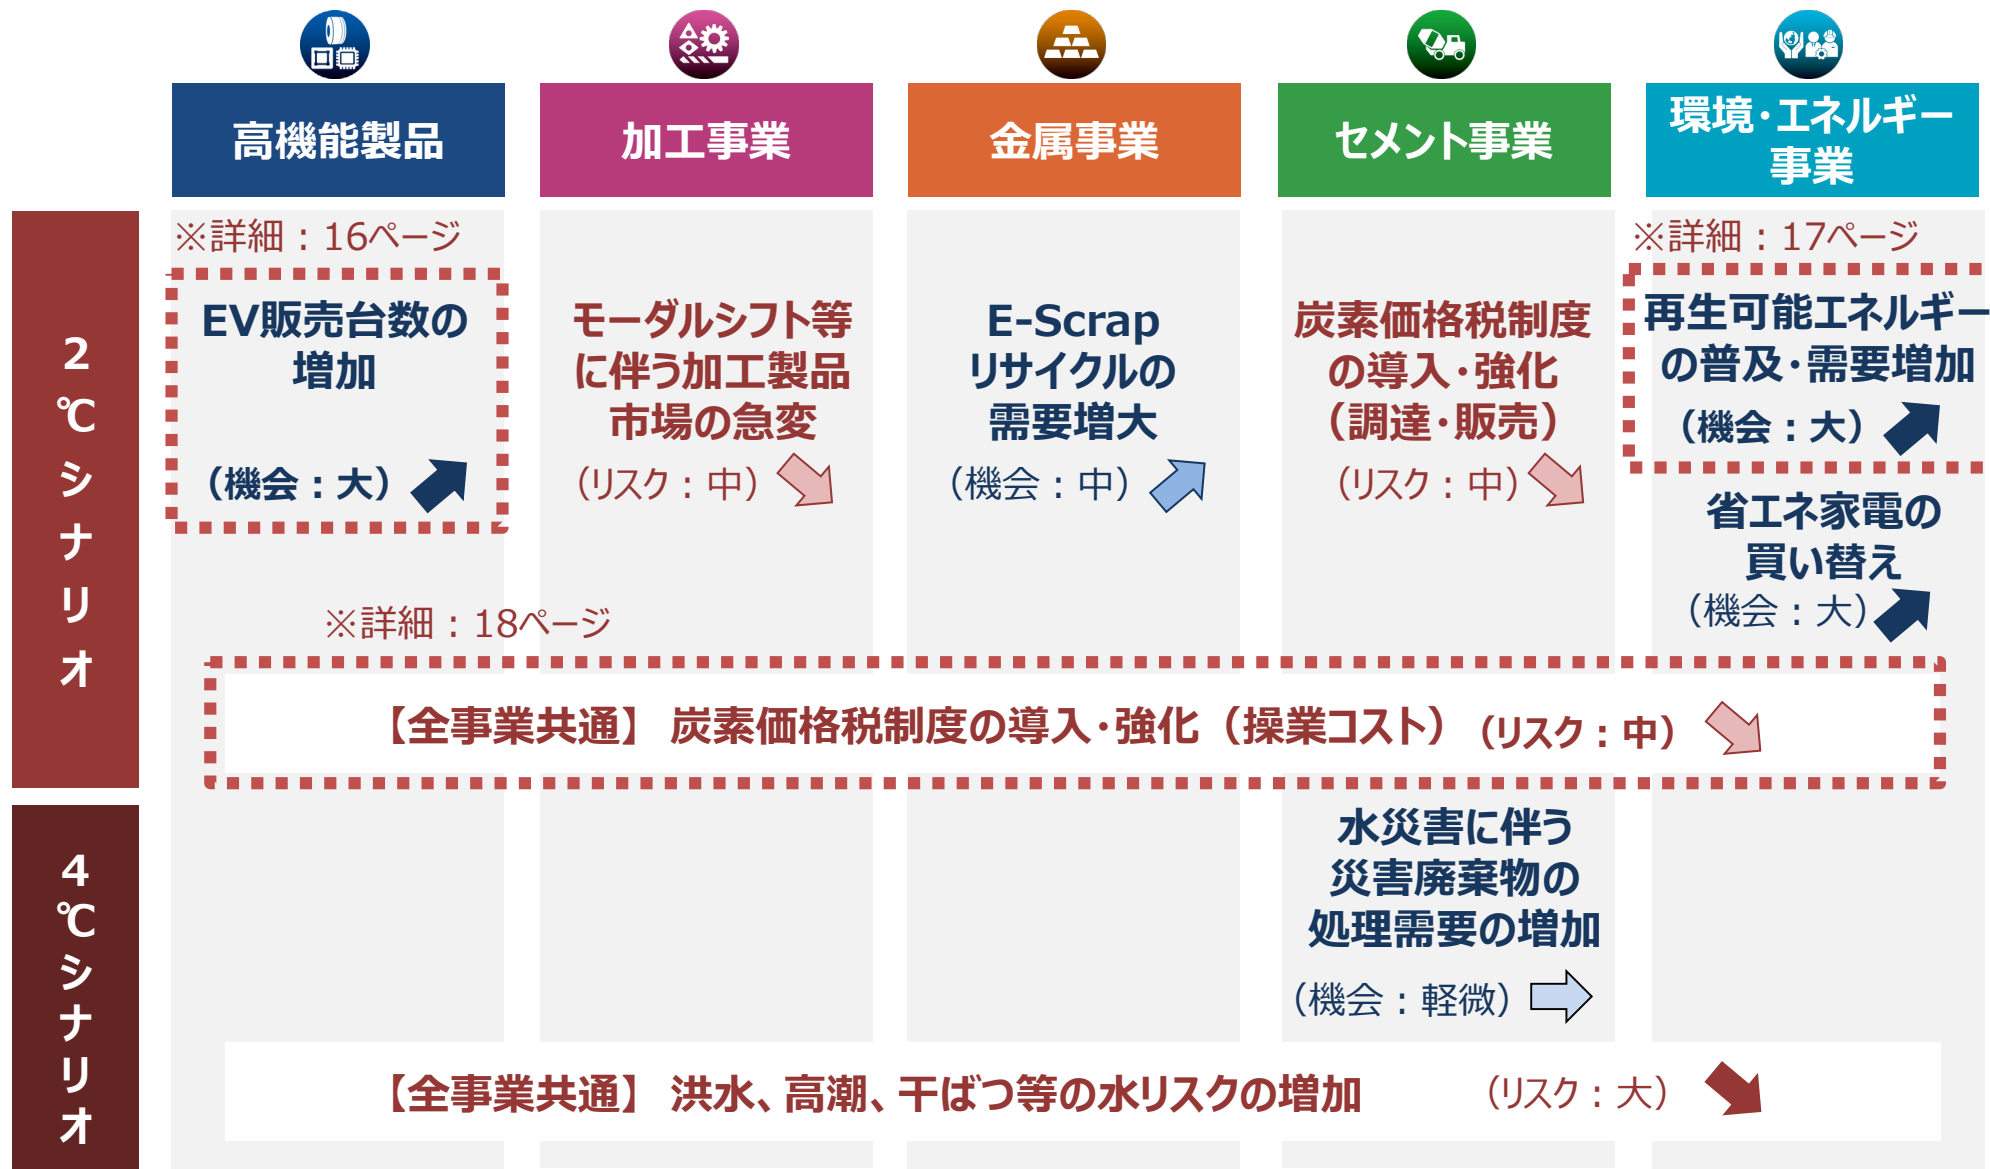 高機能製品
加工事業
金属事業
セメント事業
環境・エネルギー
事業
2℃シナリオ
※詳細：16ページ
EV販売台数の
増加
（機会：大）
モーダルシフト等
に伴う加工製品
市場の急変
（リスク：中）
E-Scrap
リサイクルの
需要増大
（機会：中）
炭素価格税制度
の導入・強化
（調達・販売）
（リスク：中）
※詳細：17ページ
再生可能エネルギー
の普及・需要増加
（機会：大）
省エネ家電の
買い替え
（機会：大）
※詳細：18ページ
【全事業共通】 炭素価格税制度の導入・強化（操業コスト）（リスク：中）
4℃シナリオ
水災害に伴う
災害廃棄物の
処理需要の増加
（機会：軽微）
【全事業共通】 洪水、高潮、干ばつ等の水リスクの増加 （リスク：大）